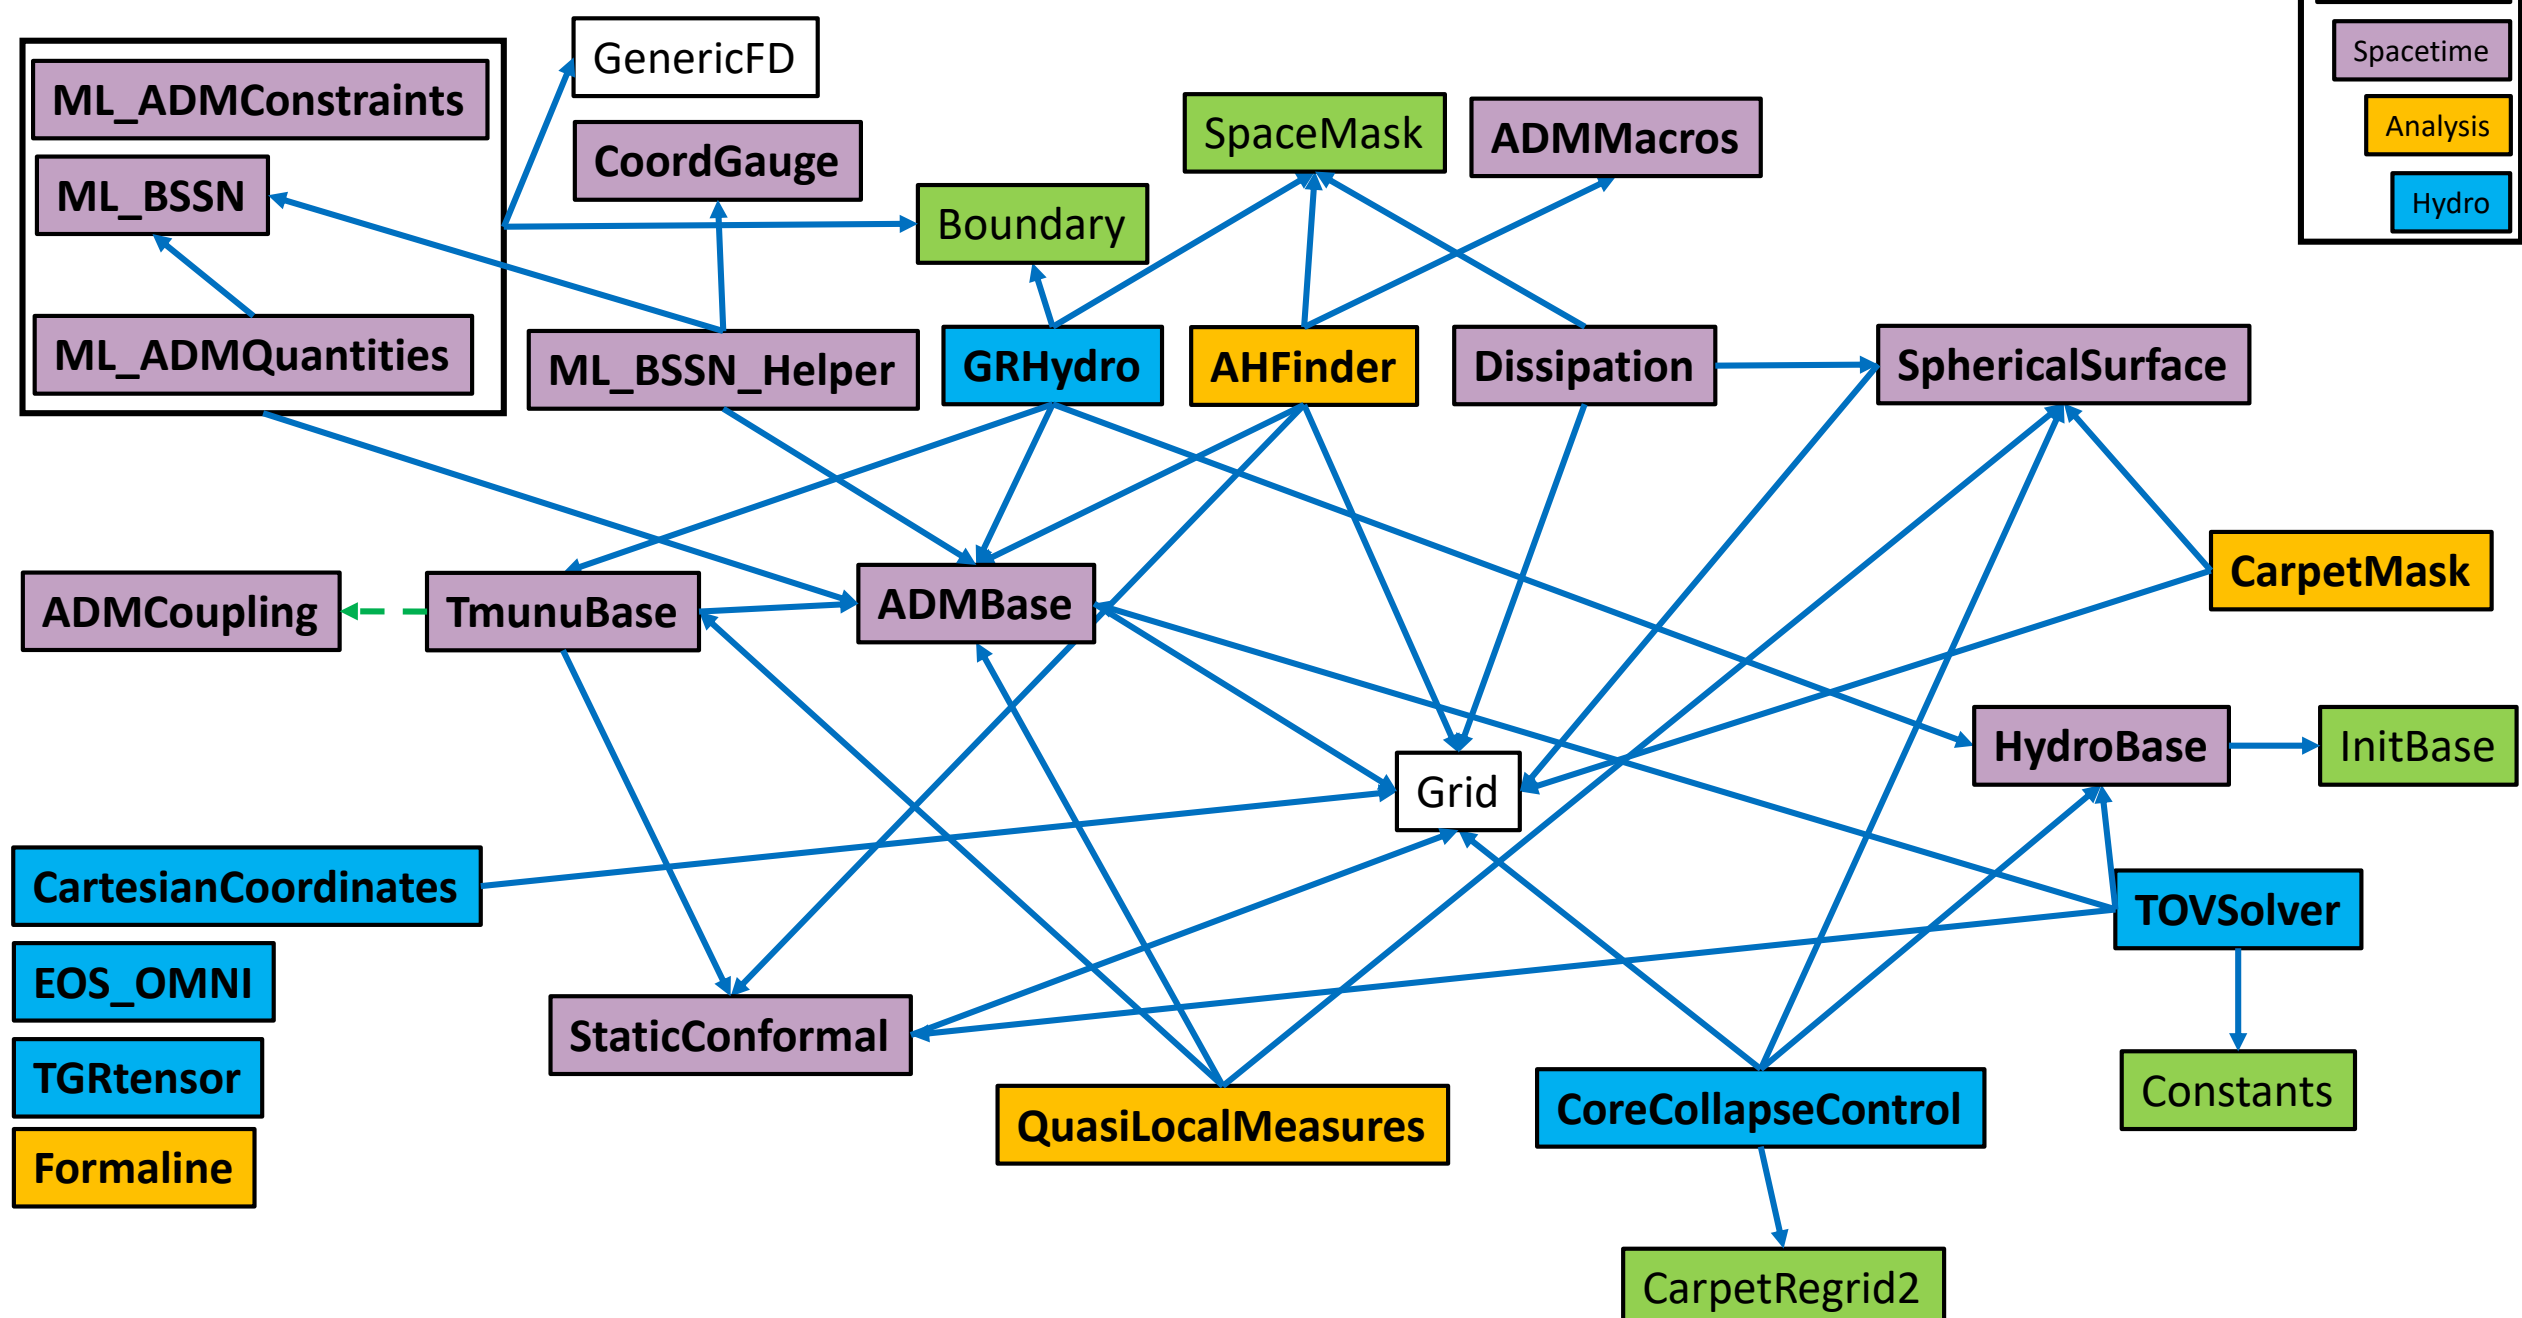 GenericFD
Spacetime
ML_ADMConstraints
Analysis
SpaceMask
ADMMacros
CoordGauge
ML_BSSN
Hydro
Boundary
ML_ADMQuantities
ML_BSSN_Helper
GRHydro
AHFinder
Dissipation
SphericalSurface
CarpetMask
ADMCoupling
TmunuBase
ADMBase
HydroBase
InitBase
Grid
CartesianCoordinates
TOVSolver
EOS_OMNI
StaticConformal
TGRtensor
Constants
CoreCollapseControl
QuasiLocalMeasures
Formaline
CarpetRegrid2